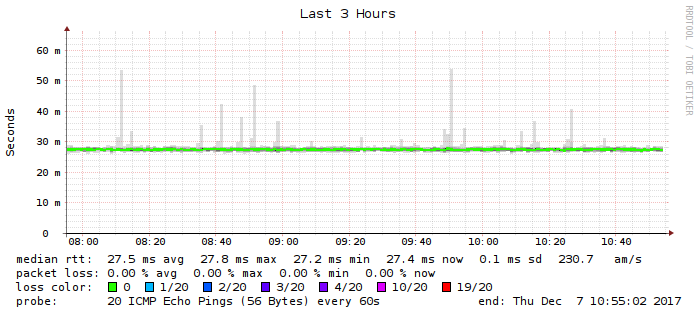 Last 3 Hours
RRDTOOL / TOBI OETIKER
Seconds
60 m
50 m
40 m
30 m
20 m
10 m
0
08:00 08:20 08:40 09:00 09:20 09:40 10:00 10:20 10:40
median rtt: 27.5 ms avg 27.8 ms max 27.2 ms min 27.4 ms now 0.1 ms sd 230.7 am/s
packet loss: 0.00 % avg 0.00 % max 0.00 % min 0.00 % now
loss color: 0 1/20 2/20 3/20 4/20 10/20 19/20
probe: 20 ICMP Echo Pings (56 Bytes) every 60s end: Thu Dec 7 10:55:02 2017